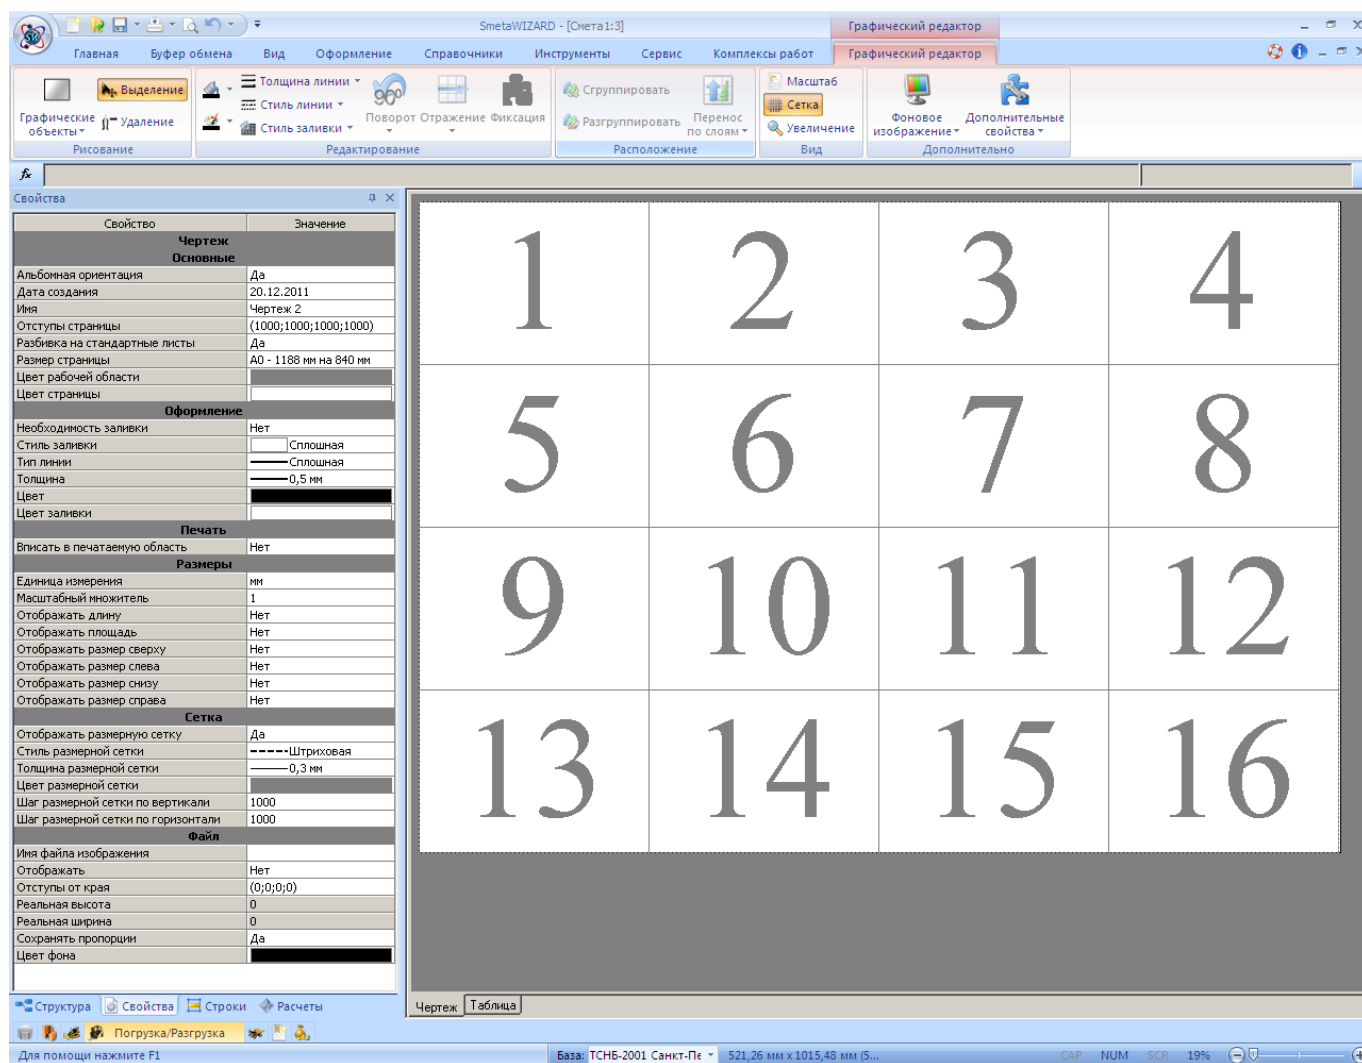 SmetaWIZARD - [Смета1:3]
Графический редактор
Главная Буфер обмена Вид Оформление Справочники Инструменты Сервис Комплексы работ Графический редактор
Графические объекты
Выделение
Удаление
Рисование
Толщина линии
Стиль линии
Стиль заливки
Поворот Отражение Фиксация
Редактирование
Сгруппировать
Разгруппировать
Перенос по слоям
Расположение
Масштаб
Сетка
Увеличение
Вид
Фоновое изображение
Дополнительные свойства
Дополнительно
fx
Свойства
Свойство Значение
Чертеж
Основные
Альбомная ориентация Да
Дата создания 20.12.2011
Имя Чертеж 2
Отступы страницы (1000;1000;1000;1000)
Разбивка на стандартные листы Да
Размер страницы A0 - 1188 мм на 840 мм
Цвет рабочей области
Цвет страницы
Оформление
Необходимость заливки Нет
Стиль заливки Сплошная
Тип линии Сплошная
Толщина 0,5 мм
Цвет
Цвет заливки
Печать
Вписать в печатаемую область Нет
Размеры
Единица измерения мм
Масштабный множитель 1
Отображать длину Нет
Отображать площадь Нет
Отображать размер сверху Нет
Отображать размер слева Нет
Отображать размер снизу Нет
Отображать размер справа Нет
Сетка
Отображать размерную сетку Да
Стиль размерной сетки Штриховая
Толщина размерной сетки 0,3 мм
Цвет размерной сетки
Шаг размерной сетки по вертикали 1000
Шаг размерной сетки по горизонтали 1000
Файл
Имя файла изображения
Отображать Нет
Отступы от края (0;0;0;0)
Реальная высота 0
Реальная ширина 0
Сохранять пропорции Да
Цвет фона
1 2 3 4
5 6 7 8
9 10 11 12
13 14 15 16
Структура Свойства Строки Расчеты
Чертеж Таблица
Погрузка/Разгрузка
Для помощи нажмите F1
База: ТСНБ-2001 Санкт-Пе
521,26 мм x 1015,48 мм (5...
CAP NUM SCR 19%